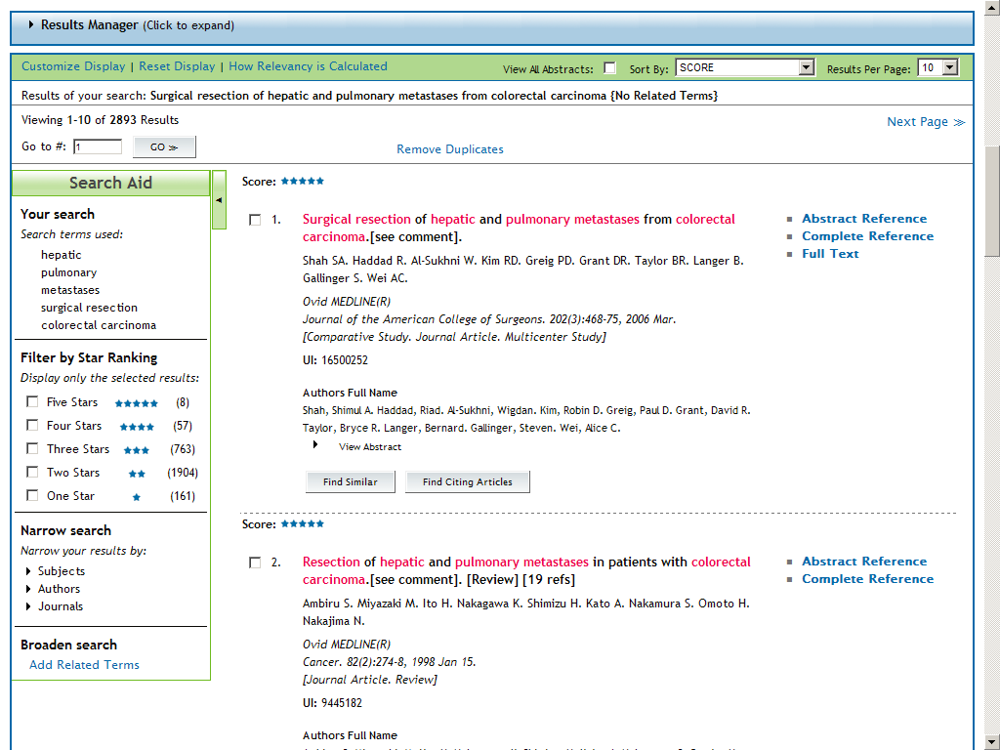 Results Manager (Click to expand)
Customize Display | Reset Display | How Relevancy is Calculated
View All Abstracts: Sort By: SCORE Results Per Page: 10
Results of your search: Surgical resection of hepatic and pulmonary metastases from colorectal carcinoma {No Related Terms}
Viewing 1-10 of 2893 Results
Next Page ≫
Go to #: 1 GO ≫
Remove Duplicates
Search Aid
Your search
Search terms used:
hepatic
pulmonary
metastases
surgical resection
colorectal carcinoma
Filter by Star Ranking
Display only the selected results:
Five Stars (8)
Four Stars (57)
Three Stars (763)
Two Stars (1904)
One Star (161)
Narrow search
Narrow your results by:
Subjects
Authors
Journals
Broaden search
Add Related Terms
Score:
1. Surgical resection of hepatic and pulmonary metastases from colorectal
carcinoma.[see comment].
Shah SA. Haddad R. Al-Sukhni W. Kim RD. Greig PD. Grant DR. Taylor BR. Langer B.
Gallinger S. Wei AC.
Ovid MEDLINE(R)
Journal of the American College of Surgeons. 202(3):468-75, 2006 Mar.
[Comparative Study. Journal Article. Multicenter Study]
UI: 16500252
Authors Full Name
Shah, Shimul A. Haddad, Riad. Al-Sukhni, Wigdan. Kim, Robin D. Greig, Paul D. Grant, David R.
Taylor, Bryce R. Langer, Bernard. Gallinger, Steven. Wei, Alice C.
View Abstract
Find Similar Find Citing Articles
Abstract Reference
Complete Reference
Full Text
Score:
2. Resection of hepatic and pulmonary metastases in patients with colorectal
carcinoma.[see comment]. [Review] [19 refs]
Ambiru S. Miyazaki M. Ito H. Nakagawa K. Shimizu H. Kato A. Nakamura S. Omoto H.
Nakajima N.
Ovid MEDLINE(R)
Cancer. 82(2):274-8, 1998 Jan 15.
[Journal Article. Review]
UI: 9445182
Authors Full Name
Abstract Reference
Complete Reference